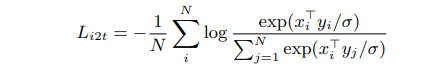 L_{i2t} = -\frac{1}{N} \sum_{i}^{N} \log \frac{\exp(x_i^\top y_i/\sigma)}{\sum_{j=1}^{N} \exp(x_i^\top y_j/\sigma)}